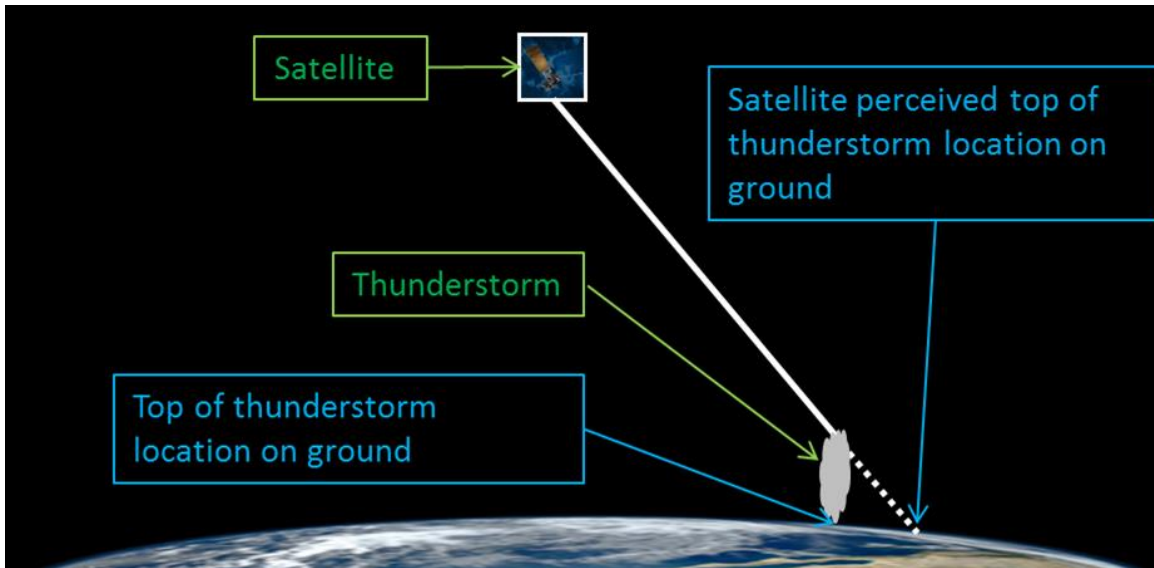 Satellite
Satellite perceived top of
thunderstorm location on
ground
Thunderstorm
Top of thunderstorm
location on ground